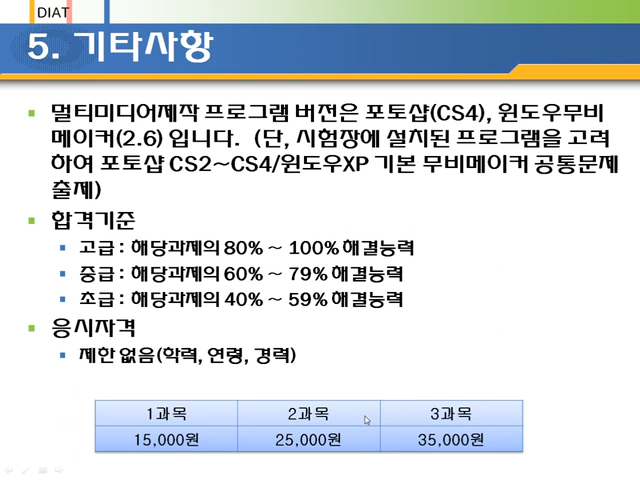 DIAT
5. 기타사항
멀티미디어제작 프로그램 버전은 포토샵(CS4), 윈도우무비
메이커(2.6) 입니다. (단, 시험장에 설치된 프로그램을 고려
하여 포토샵 CS2~CS4/윈도우XP 기본 무비메이커 공통문제
출제)
합격기준
고급 : 해당과제의 80% ~ 100% 해결능력
중급 : 해당과제의 60% ~ 79% 해결능력
초급 : 해당과제의 40% ~ 59% 해결능력
응시자격
제한 없음(학력, 연령, 경력)
1과목 2과목 3과목
15,000원 25,000원 35,000원